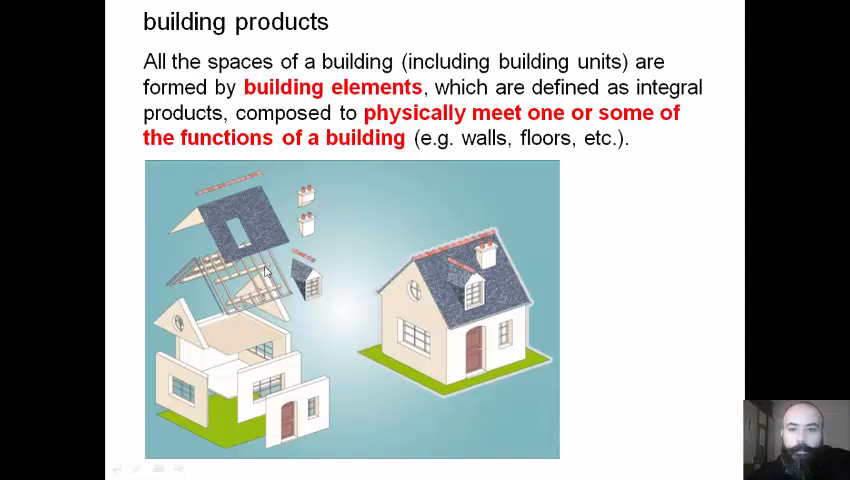 building products
All the spaces of a building (including building units) are
formed by building elements, which are defined as integral
products, composed to physically meet one or some of
the functions of a building (e.g. walls, floors, etc.).